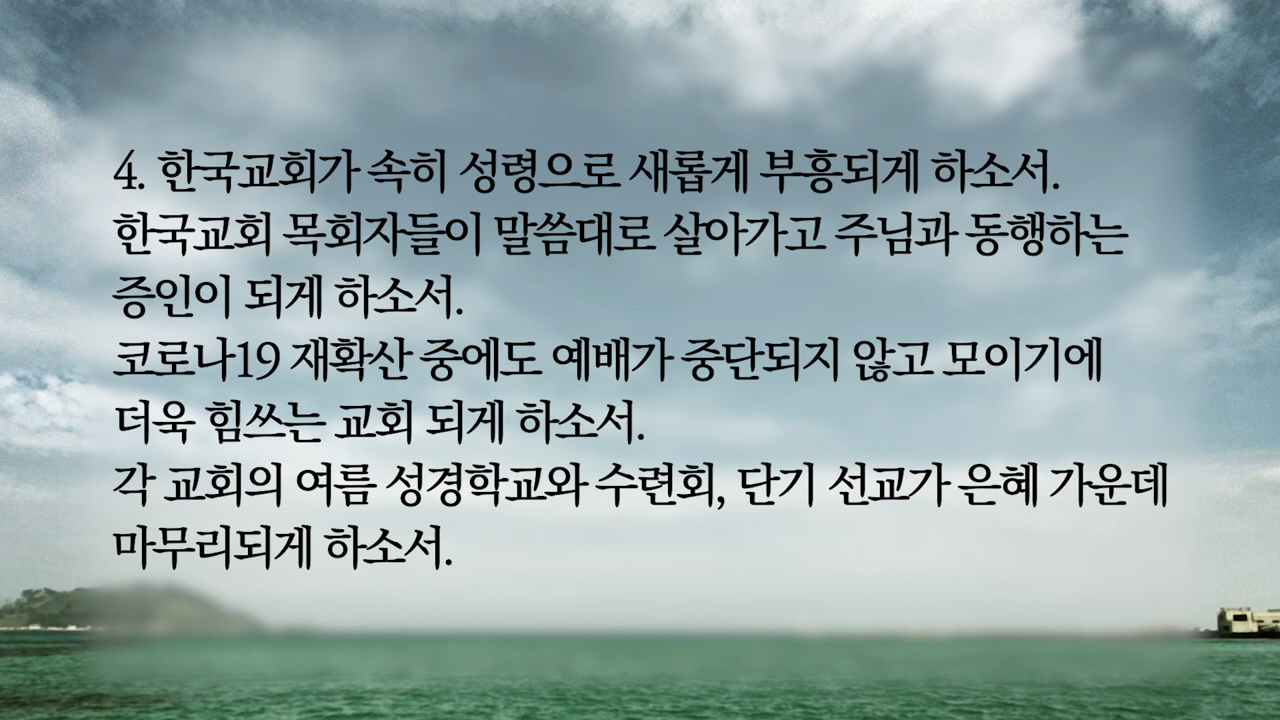 4. 한국교회가 속히 성령으로 새롭게 부흥되게 하소서.
한국교회 목회자들이 말씀대로 살아가고 주님과 동행하는
증인이 되게 하소서.
코로나19 재확산 중에도 예배가 중단되지 않고 모이기에
더욱 힘쓰는 교회 되게 하소서.
각 교회의 여름 성경학교와 수련회, 단기 선교가 은혜 가운데
마무리되게 하소서.